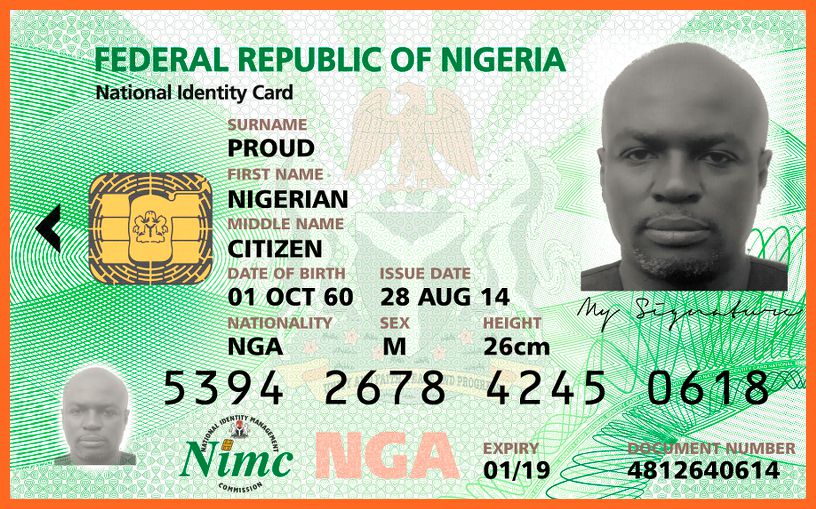 FEDERAL REPUBLIC OF NIGERIA
National Identity Card
SURNAME
PROUD
FIRST NAME
NIGERIAN
MIDDLE NAME
CITIZEN
DATE OF BIRTH ISSUE DATE
01 OCT 60 28 AUG 14
NATIONALITY SEX HEIGHT
NGA M 26cm
My Signature
5394 2678 4245 0618
NATIONAL IDENTITY MANAGEMENT
Nimc
COMMISSION
NGA
EXPIRY
01/19
DOCUMENT NUMBER
4812640614